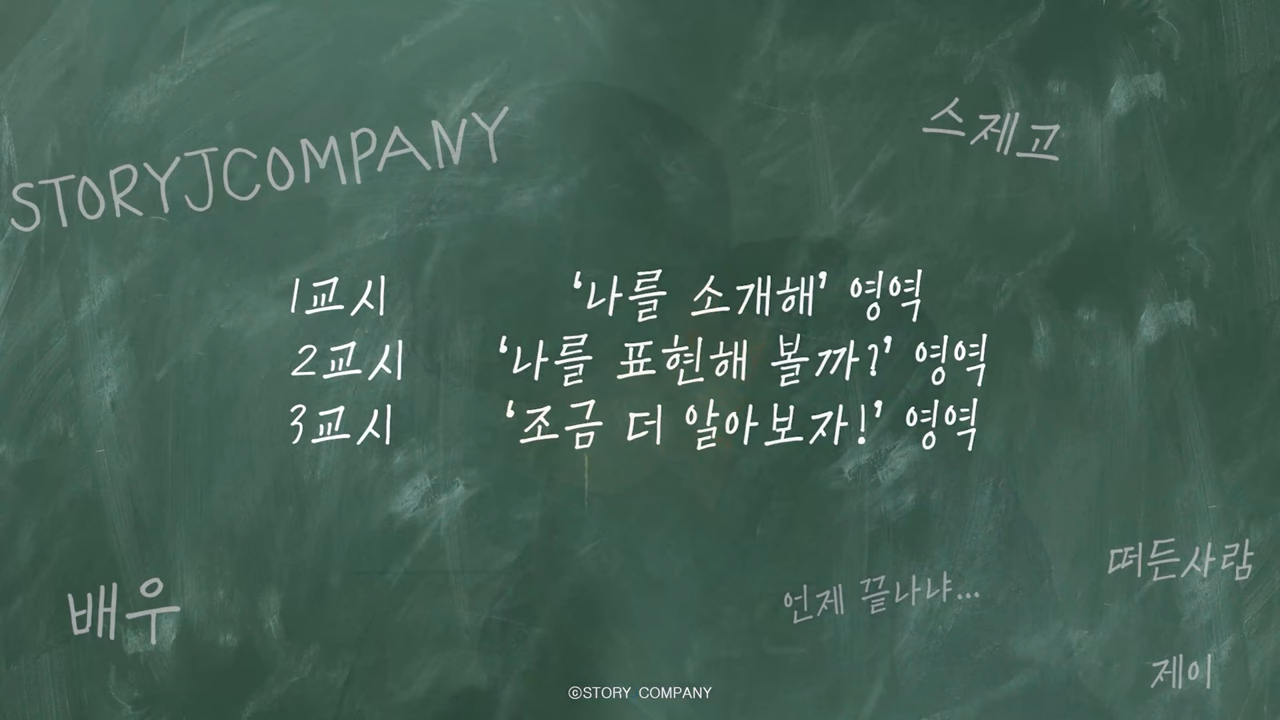 STORYJCOMPANY
스제고
1교시 '나를 소개해' 영역
2교시 '나를 표현해 볼까?' 영역
3교시 '조금 더 알아보자!' 영역
배우
언제 끝나냐...
떠든사람
제이
©STORY COMPANY